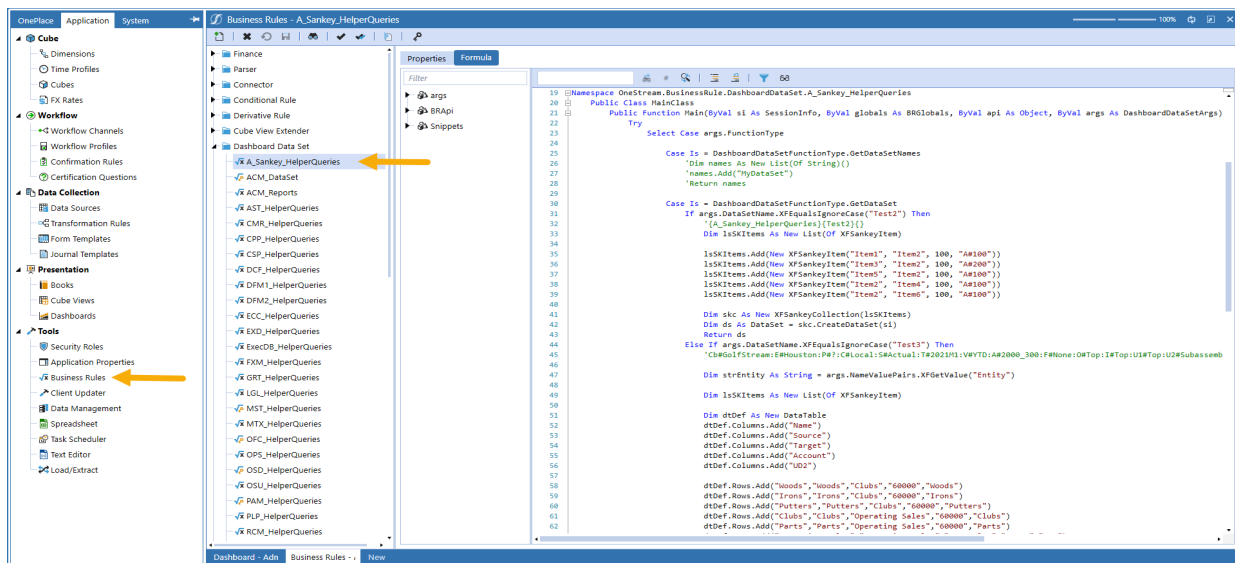 OnePlace Application System
Cube
Dimensions
Time Profiles
Cubes
FX Rates
Workflow
Workflow Channels
Workflow Profiles
Confirmation Rules
Certification Questions
Data Collection
Data Sources
Transformation Rules
Form Templates
Journal Templates
Presentation
Books
Cube Views
Dashboards
Tools
Security Roles
Application Properties
Business Rules
Client Updater
Data Management
Spreadsheet
Task Scheduler
Text Editor
Load/Extract
Business Rules - A_Sankey_HelperQueries
100%
Finance
Parser
Connector
Conditional Rule
Derivative Rule
Cube View Extender
Dashboard Data Set
A_Sankey_HelperQueries
ACM_DataSet
ACM_Reports
AST_HelperQueries
CMR_HelperQueries
CPP_HelperQueries
CSP_HelperQueries
DCF_HelperQueries
DFM1_HelperQueries
DFM2_HelperQueries
ECC_HelperQueries
EXD_HelperQueries
ExecDB_HelperQueries
FXM_HelperQueries
GRT_HelperQueries
LGL_HelperQueries
MST_HelperQueries
MTX_HelperQueries
OFC_HelperQueries
OPS_HelperQueries
OSD_HelperQueries
OSU_HelperQueries
PAM_HelperQueries
PLP_HelperQueries
RCM_HelperQueries
Properties Formula
Filter
args
BRApi
Snippets
19 Namespace OneStream.BusinessRule.DashboardDataSet.A_Sankey_HelperQueries
20 Public Class MainClass
21 Public Function Main(ByVal si As SessionInfo, ByVal globals As BRGlobals, ByVal api As Object, ByVal args As DashboardDataSetArgs)
22 Try
23 Select Case args.FunctionType
24
25 Case Is = DashboardDataSetFunctionType.GetDataSetNames
26 'Dim names As New List(Of String)()
27 'names.Add("MyDataSet")
28 'Return names
29
30 Case Is = DashboardDataSetFunctionType.GetDataSet
31 If args.DataSetName.XFEqualsIgnoreCase("Test2") Then
32 '{A_Sankey_HelperQueries}{Test2}{}
33 Dim lsSKItems As New List(Of XFSankeyItem)
34
35 lsSKItems.Add(New XFSankeyItem("Item1", "Item2", 100, "A#100"))
36 lsSKItems.Add(New XFSankeyItem("Item3", "Item2", 100, "A#200"))
37 lsSKItems.Add(New XFSankeyItem("Item5", "Item2", 100, "A#100"))
38 lsSKItems.Add(New XFSankeyItem("Item2", "Item4", 100, "A#100"))
39 lsSKItems.Add(New XFSankeyItem("Item2", "Item6", 100, "A#100"))
40
41 Dim skc As New XFSankeyCollection(lsSKItems)
42 Dim ds As DataSet = skc.CreateDataSet(si)
43 Return ds
44 Else If args.DataSetName.XFEqualsIgnoreCase("Test3") Then
45 'Cb#GolfStream:E#Houston:P#?:C#Local:S#Actual:T#2021M1:V#YTD:A#2000_300:F#None:O#Top:I#Top:U1#Top:U2#Subassemb
46
47 Dim strEntity As String = args.NameValuePairs.XFGetValue("Entity")
48
49 Dim lsSKItems As New List(Of XFSankeyItem)
50
51 Dim dtDef As New DataTable
52 dtDef.Columns.Add("Name")
53 dtDef.Columns.Add("Source")
54 dtDef.Columns.Add("Target")
55 dtDef.Columns.Add("Account")
56 dtDef.Columns.Add("UD2")
57
58 dtDef.Rows.Add("Woods","Woods","Clubs","60000","Woods")
59 dtDef.Rows.Add("Irons","Irons","Clubs","60000","Irons")
60 dtDef.Rows.Add("Putters","Putters","Clubs","60000","Putters")
61 dtDef.Rows.Add("Clubs","Clubs","Operating Sales","60000","Clubs")
62 dtDef.Rows.Add("Parts","Parts","Operating Sales","60000","Parts")
Dashboard - Adn Business Rules - New